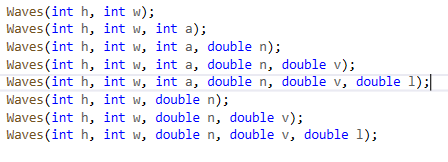 Waves(int h, int w);
Waves(int h, int w, int a);
Waves(int h, int w, int a, double n);
Waves(int h, int w, int a, double n, double v);
Waves(int h, int w, int a, double n, double v, double l);
Waves(int h, int w, double n);
Waves(int h, int w, double n, double v);
Waves(int h, int w, double n, double v, double l);